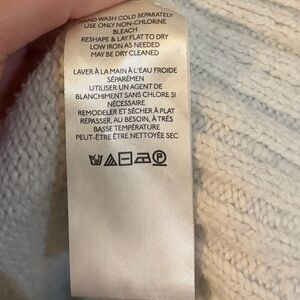 HAND WASH COLD SEPARATELY
USE ONLY NON-CHLORINE
BLEACH
RESHAPE & LAY FLAT TO DRY
LOW IRON AS NEEDED
MAY BE DRY CLEANED
LAVER À LA MAIN À L'EAU FROIDE
SÉPARÉMEN
UTILISER UN AGENT DE
BLANCHIMENT SANS CHLORE SI
NÉCESSAIRE
REMODELER ET SÉCHER À PLAT
REPASSER, AU BESOIN, À TRÉS
BASSE TEMPÉRATURE
PEUT-ÊTRE ÊTRE NETTOYÉE SEC
P